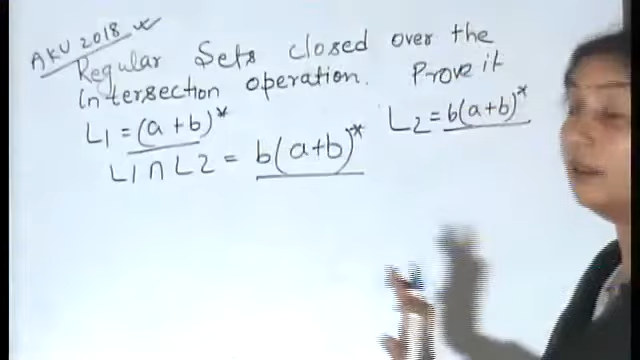 AKU 2018
Regular Sets closed over the
Intersection operation. Prove it
L1 = (a + b)* L2 = b(a+b)*
L1 ∩ L2 = b(a+b)*